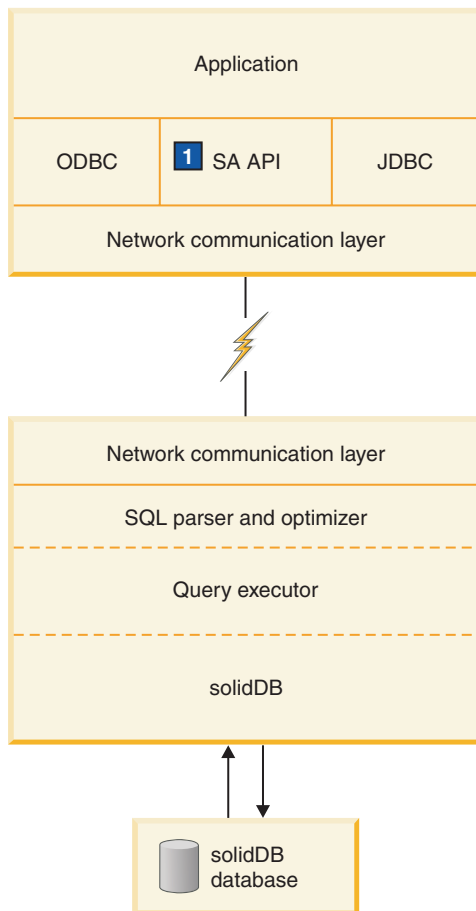 Application
ODBC
1 SA API
JDBC
Network communication layer
Network communication layer
SQL parser and optimizer
Query executor
solidDB
solidDB
database